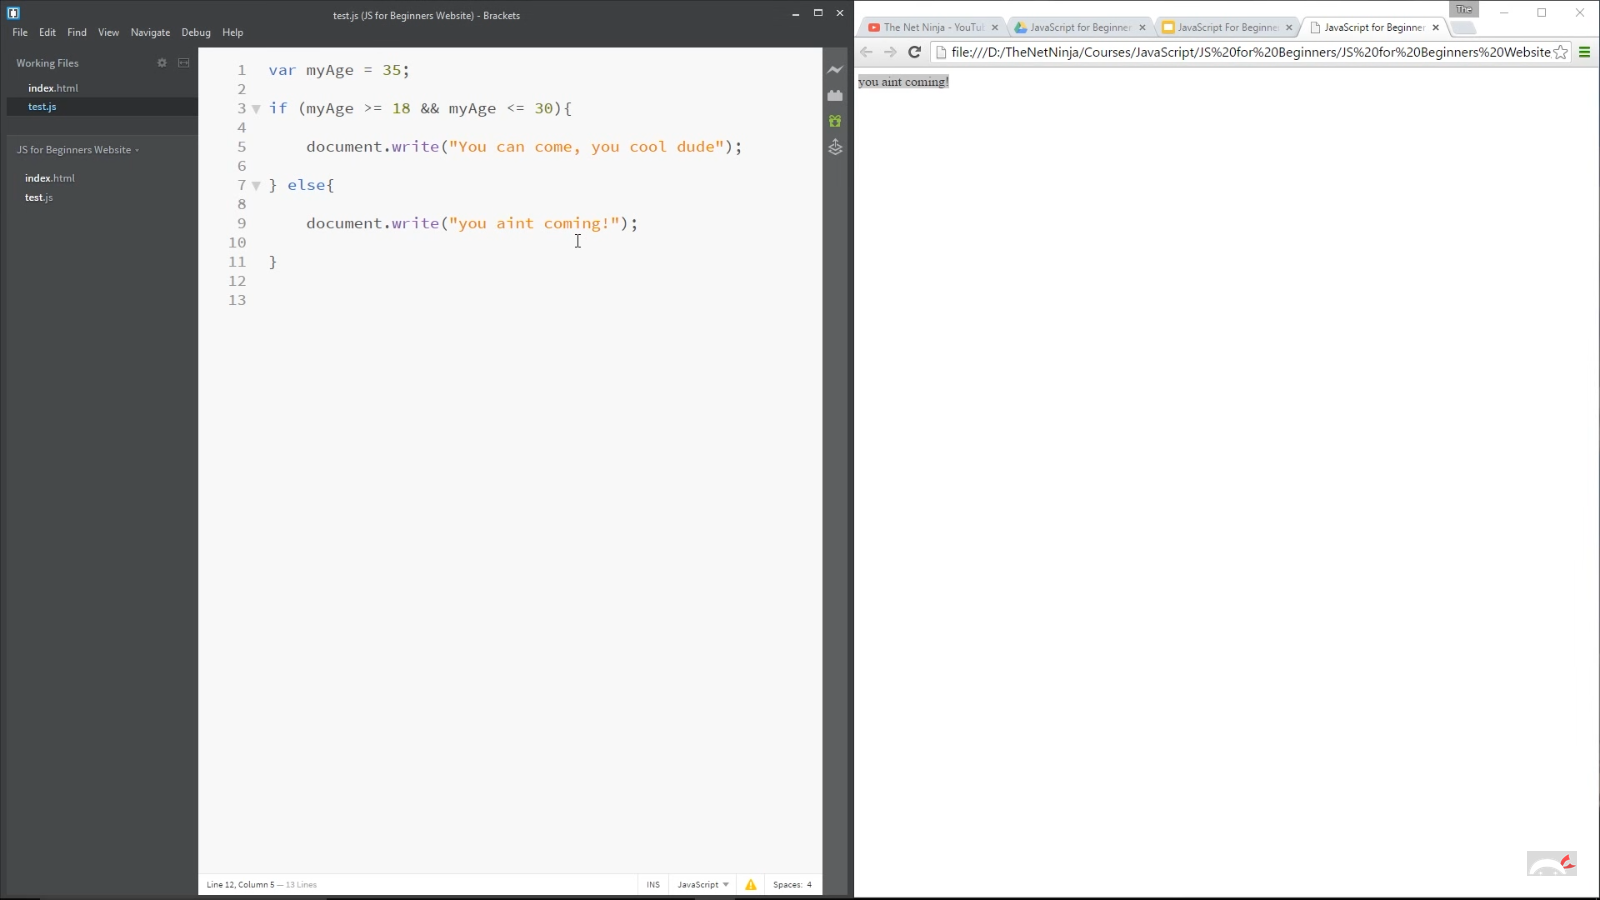 test.js (JS for Beginners Website) - Brackets
File Edit Find View Navigate Debug Help
Working Files
index.html
test.js
JS for Beginners Website
index.html
test.js
1 var myAge = 35;
2
3 if (myAge >= 18 && myAge <= 30){
4
5 document.write("You can come, you cool dude");
6
7 } else{
8
9 document.write("you aint coming!");
10
11 }
12
13
Line 12, Column 5 — 13 Lines
INS JavaScript Spaces: 4
The
The Net Ninja - YouTu JavaScript for Beginner JavaScript For Beginne JavaScript for Beginner
file:///D:/TheNetNinja/Courses/JavaScript/JS%20for%20Beginners/JS%20for%20Beginners%20Website
you aint coming!